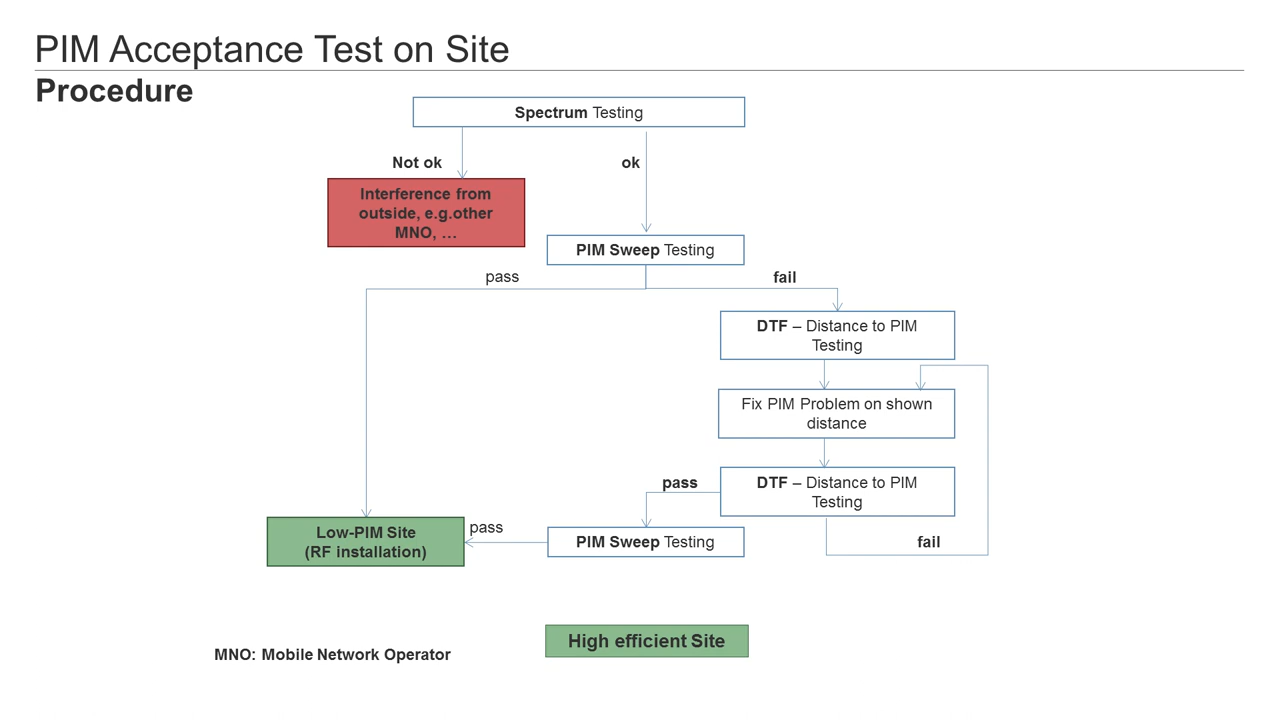 PIM Acceptance Test on Site
Procedure
Spectrum Testing
Not ok
ok
Interference from
outside, e.g.other
MNO, …
PIM Sweep Testing
pass
fail
DTF – Distance to PIM
Testing
Fix PIM Problem on shown
distance
DTF – Distance to PIM
Testing
pass
fail
PIM Sweep Testing
pass
Low-PIM Site
(RF installation)
High efficient Site
MNO: Mobile Network Operator